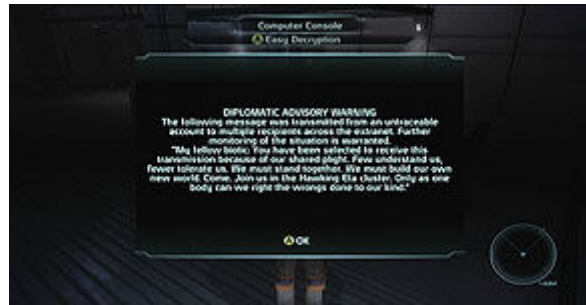 Computer Console
Easy Decryption
DIPLOMATIC ADVISORY WARNING
The following message was transmitted from an untraceable
account to multiple recipients across the extranet. Further
monitoring of the situation is warranted.
"My fellow biotic: You have been selected to receive this
transmission because of our shared plight. Few understand us,
fewer tolerate us. We must stand together. We must build our own
new world. Come. Join us in the Hawking Eta cluster. Only as one
body can we right the wrongs done to our kind."
A OK